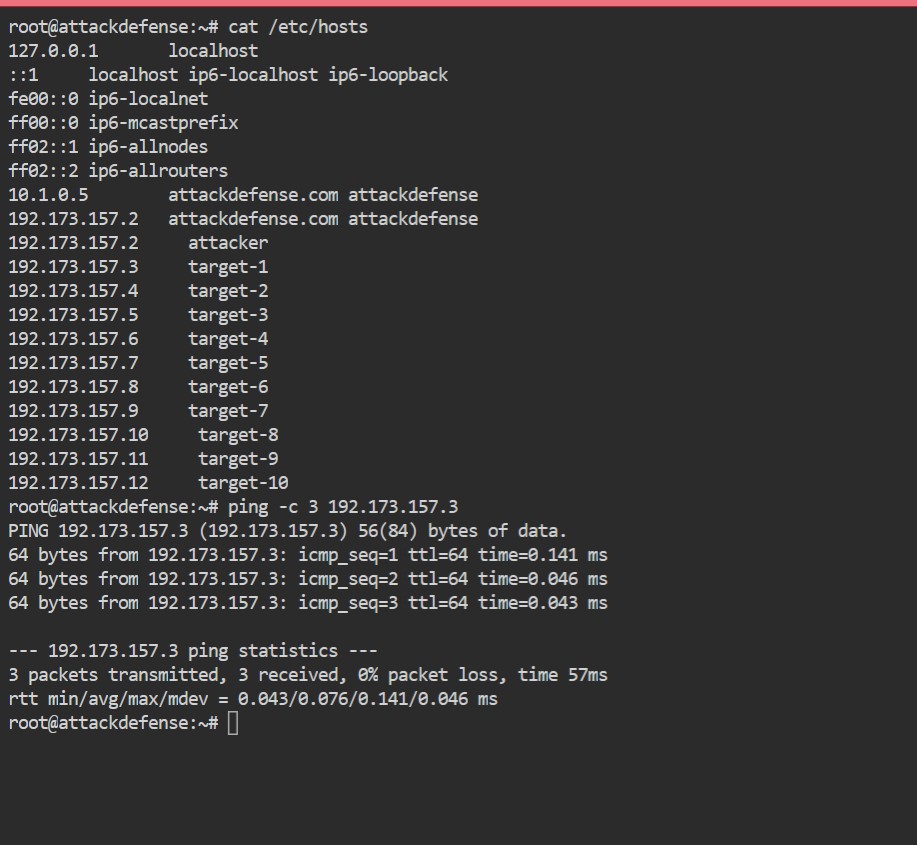 root@attackdefense:~# cat /etc/hosts
127.0.0.1       localhost
::1     localhost ip6-localhost ip6-loopback
fe00::0 ip6-localnet
ff00::0 ip6-mcastprefix
ff02::1 ip6-allnodes
ff02::2 ip6-allrouters
10.1.0.5        attackdefense.com attackdefense
192.173.157.2   attackdefense.com attackdefense
192.173.157.2     attacker
192.173.157.3     target-1
192.173.157.4     target-2
192.173.157.5     target-3
192.173.157.6     target-4
192.173.157.7     target-5
192.173.157.8     target-6
192.173.157.9     target-7
192.173.157.10     target-8
192.173.157.11     target-9
192.173.157.12     target-10
root@attackdefense:~# ping -c 3 192.173.157.3
PING 192.173.157.3 (192.173.157.3) 56(84) bytes of data.
64 bytes from 192.173.157.3: icmp_seq=1 ttl=64 time=0.141 ms
64 bytes from 192.173.157.3: icmp_seq=2 ttl=64 time=0.046 ms
64 bytes from 192.173.157.3: icmp_seq=3 ttl=64 time=0.043 ms

--- 192.173.157.3 ping statistics ---
3 packets transmitted, 3 received, 0% packet loss, time 57ms
rtt min/avg/max/mdev = 0.043/0.076/0.141/0.046 ms
root@attackdefense:~#